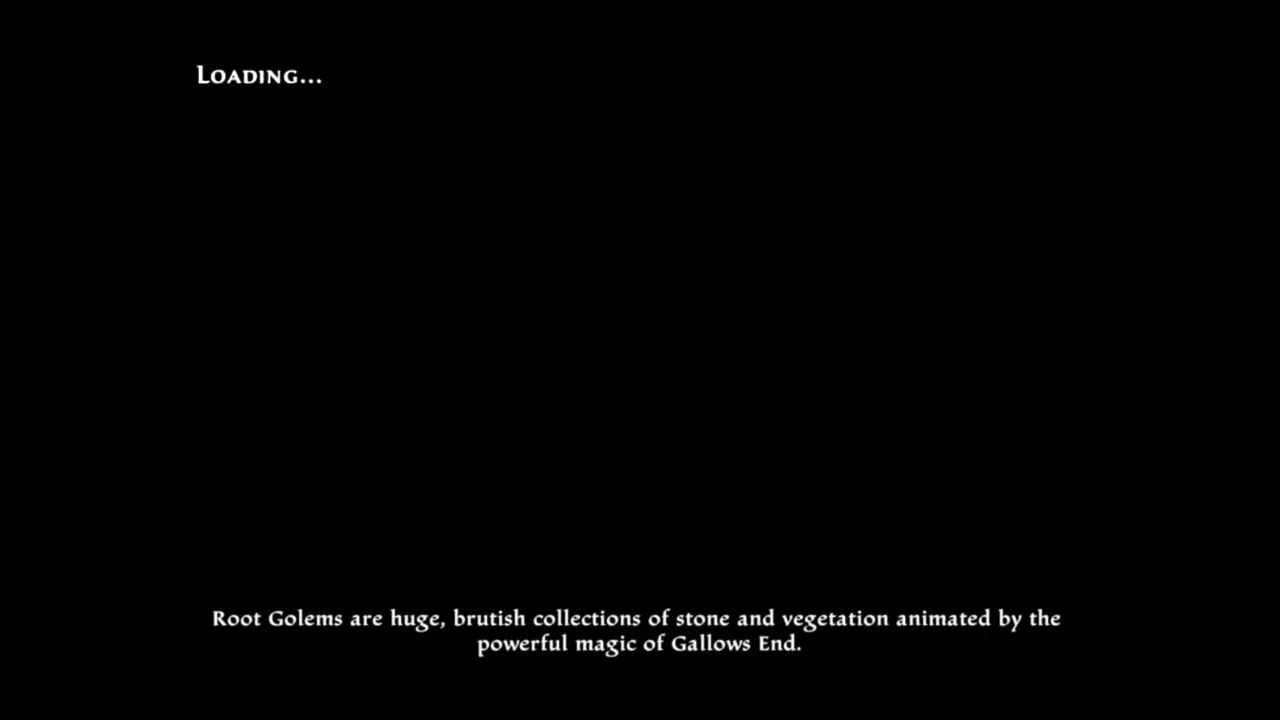 Loading...
Root Golems are huge, brutish collections of stone and vegetation animated by the
powerful magic of Gallows End.